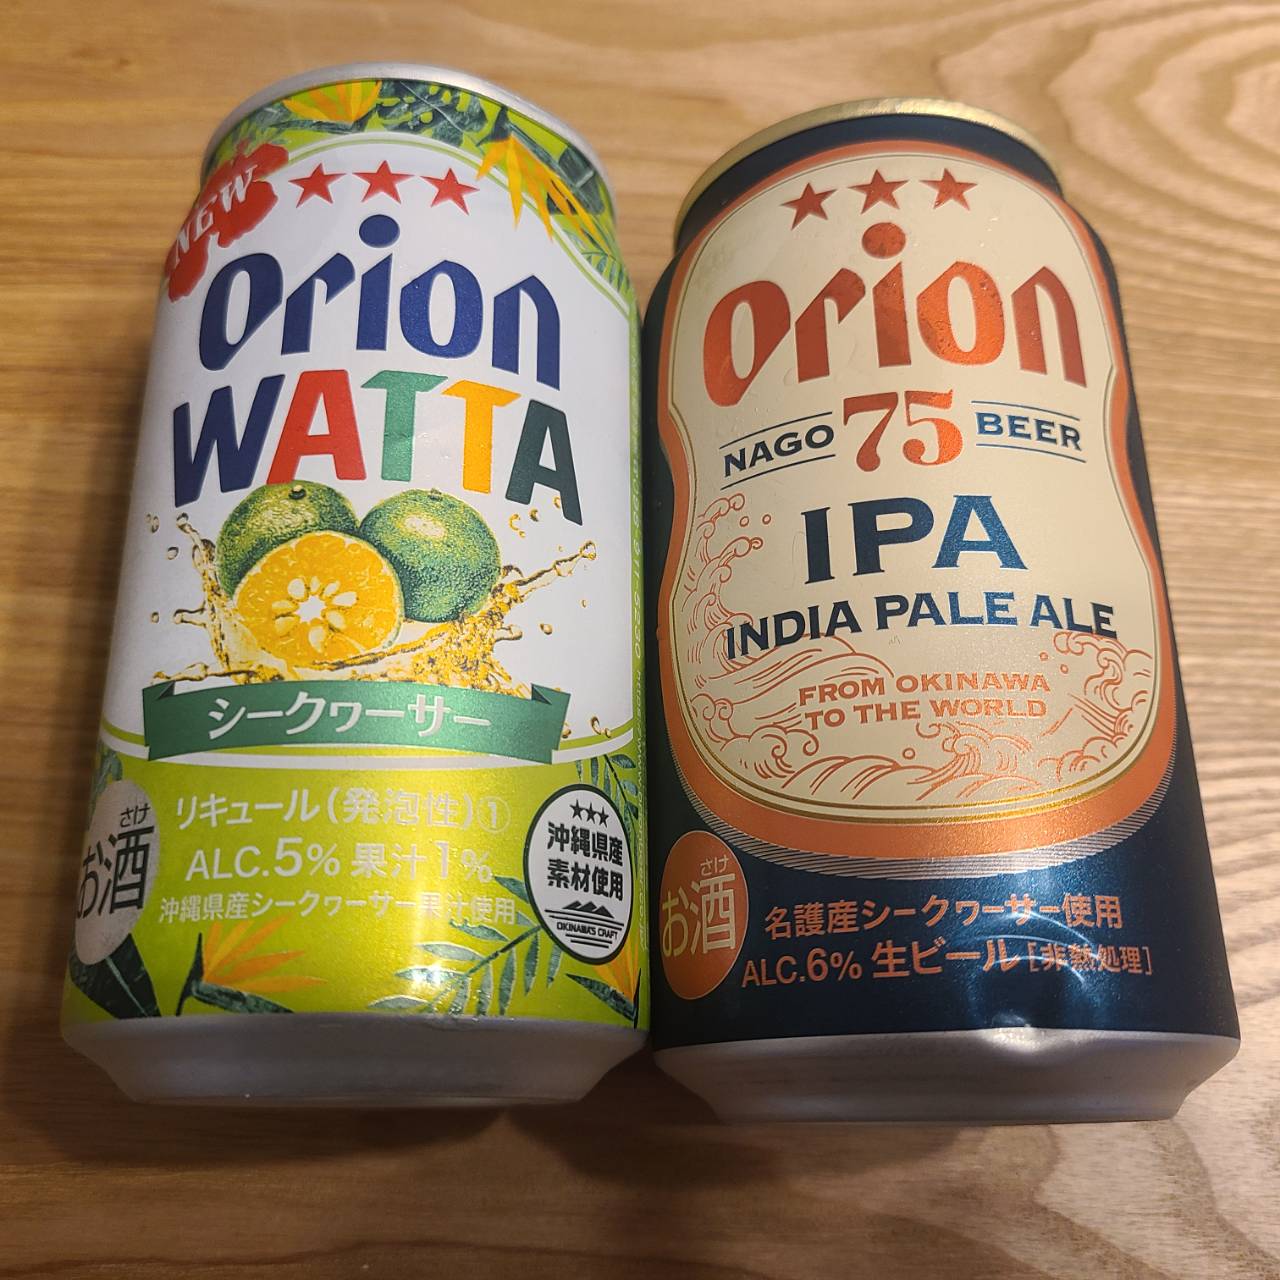 NEW
Orion
WATTA
シークヮーサー
リキュール(発泡性)①
ALC.5% 果汁1%
沖縄県産シークヮーサー果汁使用
さけ
お酒
沖縄県産
素材使用
OKINAWA'S CRAFT
Orion
NAGO 75 BEER
IPA
INDIA PALE ALE
FROM OKINAWA
TO THE WORLD
さけ
お酒
名護産シークヮーサー使用
ALC.6% 生ビール[非熱処理]